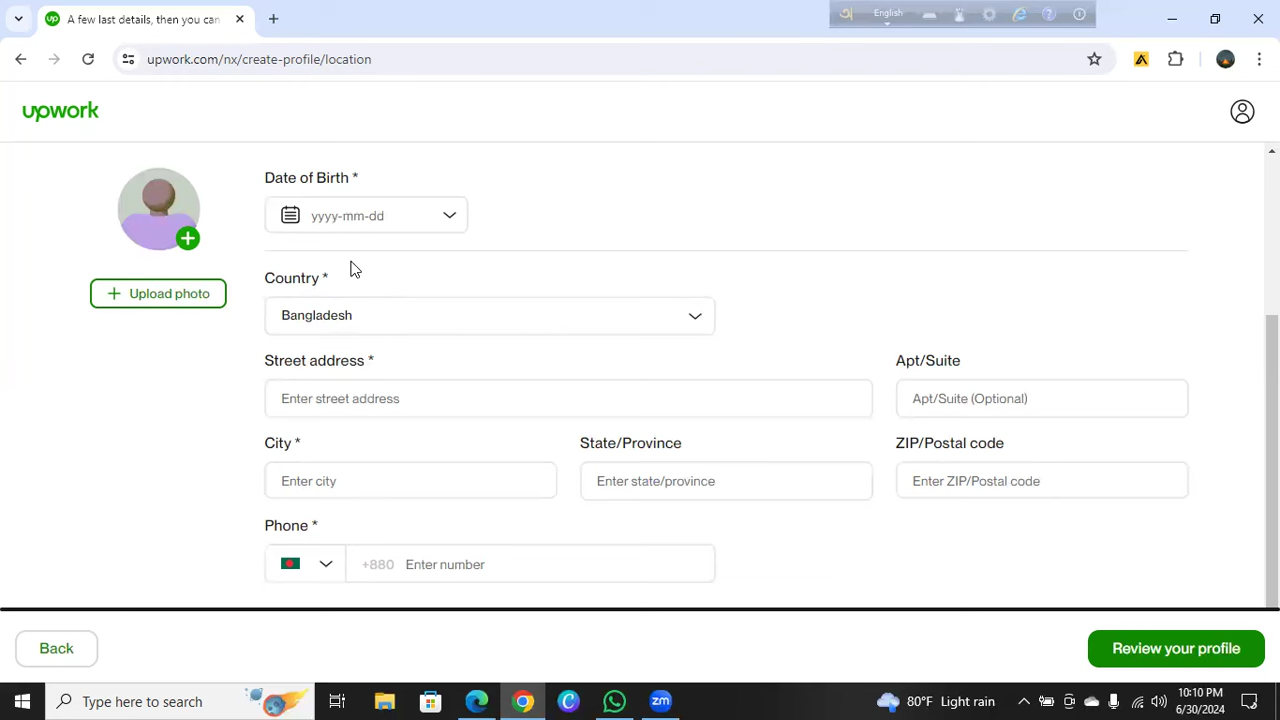 A few last details, then you can
English
upwork.com/nx/create-profile/location
upwork
Date of Birth *
yyyy-mm-dd
Upload photo
Country *
Bangladesh
Street address *
Apt/Suite
Enter street address
Apt/Suite (Optional)
City *
State/Province
ZIP/Postal code
Enter city
Enter state/province
Enter ZIP/Postal code
Phone *
+880 Enter number
Back
Review your profile
Type here to search
zm
80°F Light rain
10:10 PM
6/30/2024